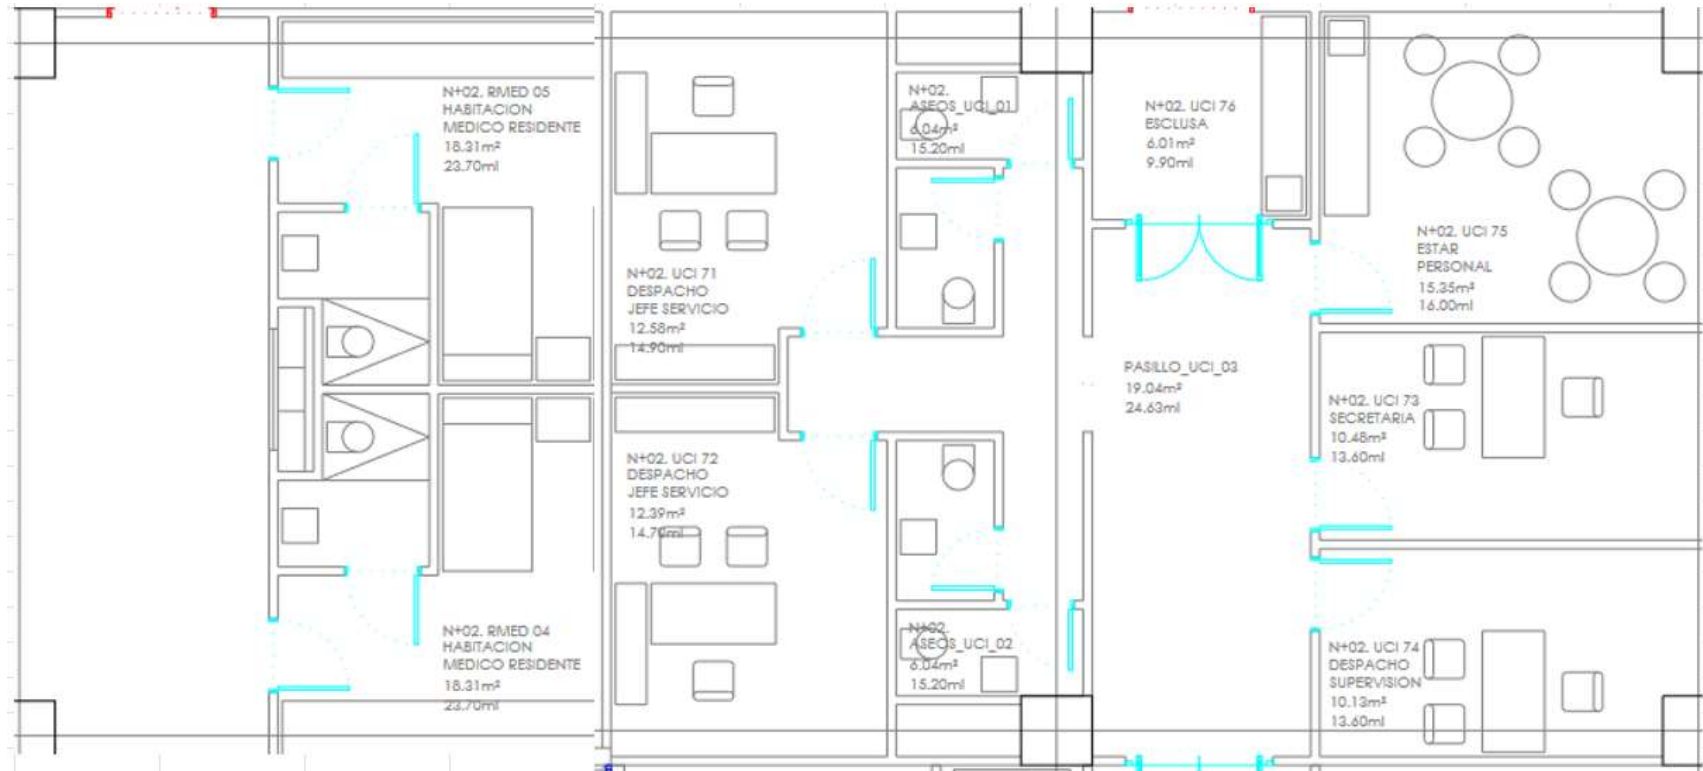 N+02. RMED 05
HABITACION
MEDICO RESIDENTE
18.31m²
23.70ml
N+02. RMED 04
HABITACION
MEDICO RESIDENTE
18.31m²
23.70ml
N+02. UCI 71
DESPACHO
JEFE SERVICIO
12.58m²
14.90ml
N+02. UCI 72
DESPACHO
JEFE SERVICIO
12.39m²
14.70ml
N+02.
ASEOS_UCI_01
6.04m²
15.20ml
N+02.
ASEOS_UCI_02
6.04m²
15.20ml
N+02. UCI 76
ESCLUSA
6.01m²
9.90ml
PASILLO_UCI_03
19.04m²
24.63ml
N+02. UCI 75
ESTAR
PERSONAL
15.35m²
16.00ml
N+02. UCI 73
SECRETARIA
10.48m²
13.60ml
N+02. UCI 74
DESPACHO
SUPERVISION
10.13m²
13.60ml